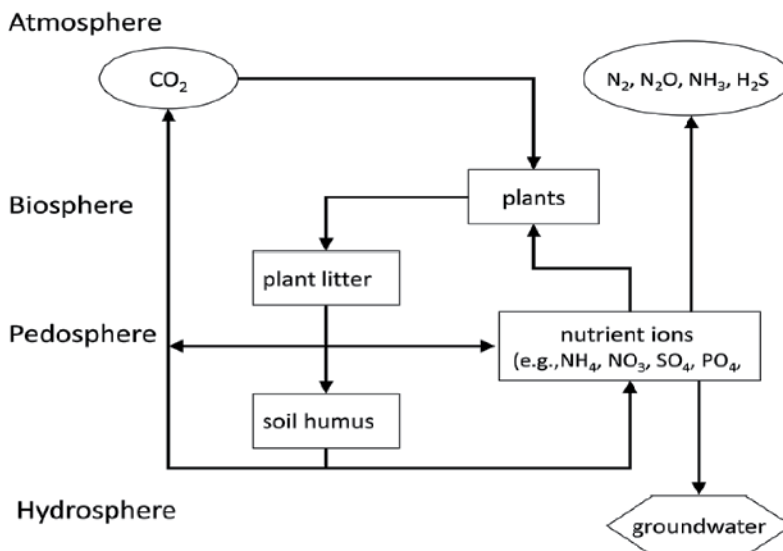 Atmosphere
CO₂
N₂, N₂O, NH₃, H₂S
Biosphere
plants
plant litter
Pedosphere
nutrient ions
(e.g.,NH₄, NO₃, SO₄, PO₄,
soil humus
Hydrosphere
groundwater